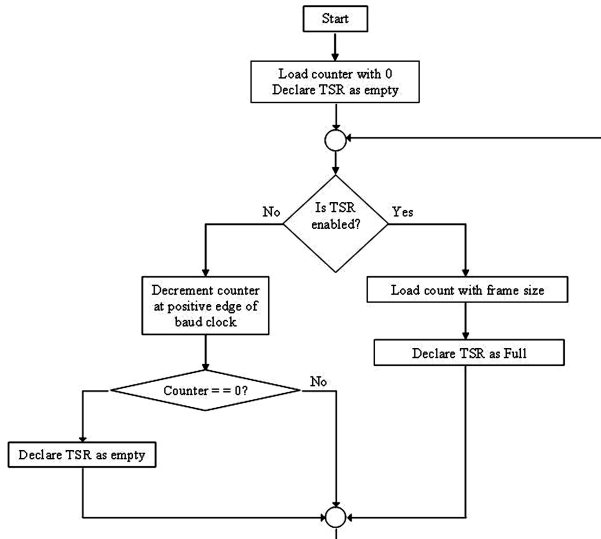 Start
Load counter with 0
Declare TSR as empty
Is TSR
enabled?
No
Yes
Decrement counter
at positive edge of
baud clock
Load count with frame size
Declare TSR as Full
Counter = = 0?
No
Declare TSR as empty